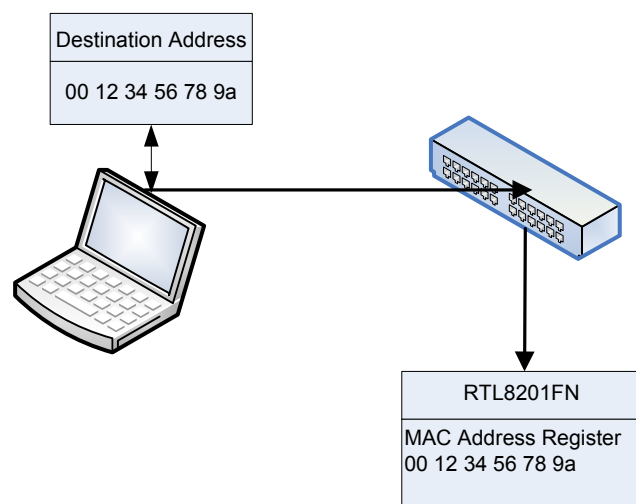 Destination Address
00 12 34 56 78 9a
RTL8201FN
MAC Address Register
00 12 34 56 78 9a